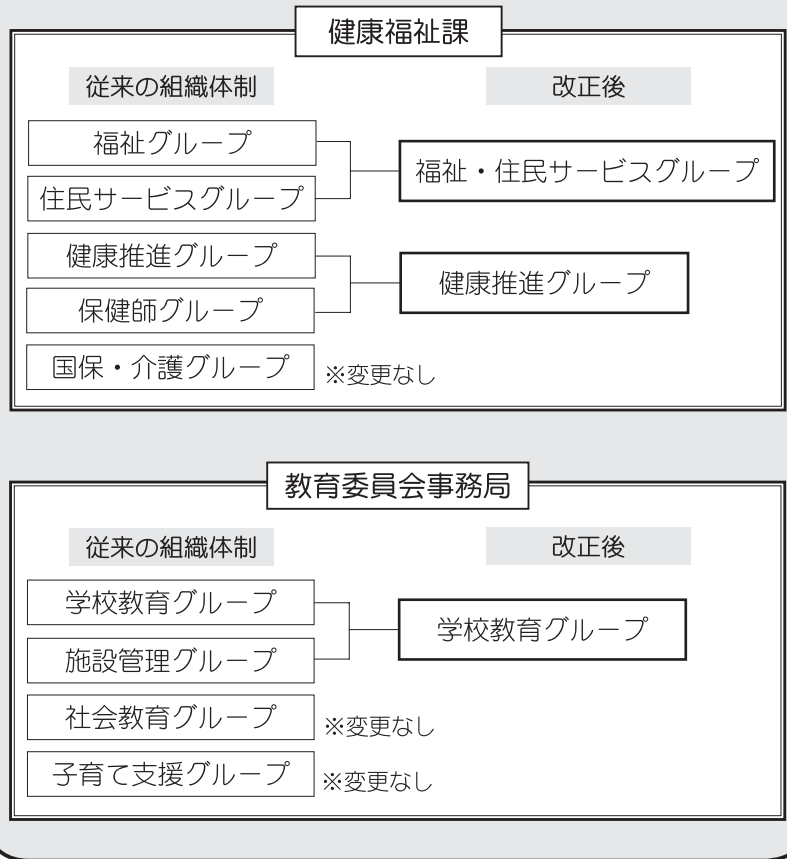 健康福祉課
従来の組織体制
改正後
福祉グループ
住民サービスグループ
福祉・住民サービスグループ
健康推進グループ
保健師グループ
健康推進グループ
国保・介護グループ ※変更なし
教育委員会事務局
従来の組織体制
改正後
学校教育グループ
施設管理グループ
学校教育グループ
社会教育グループ ※変更なし
子育て支援グループ ※変更なし